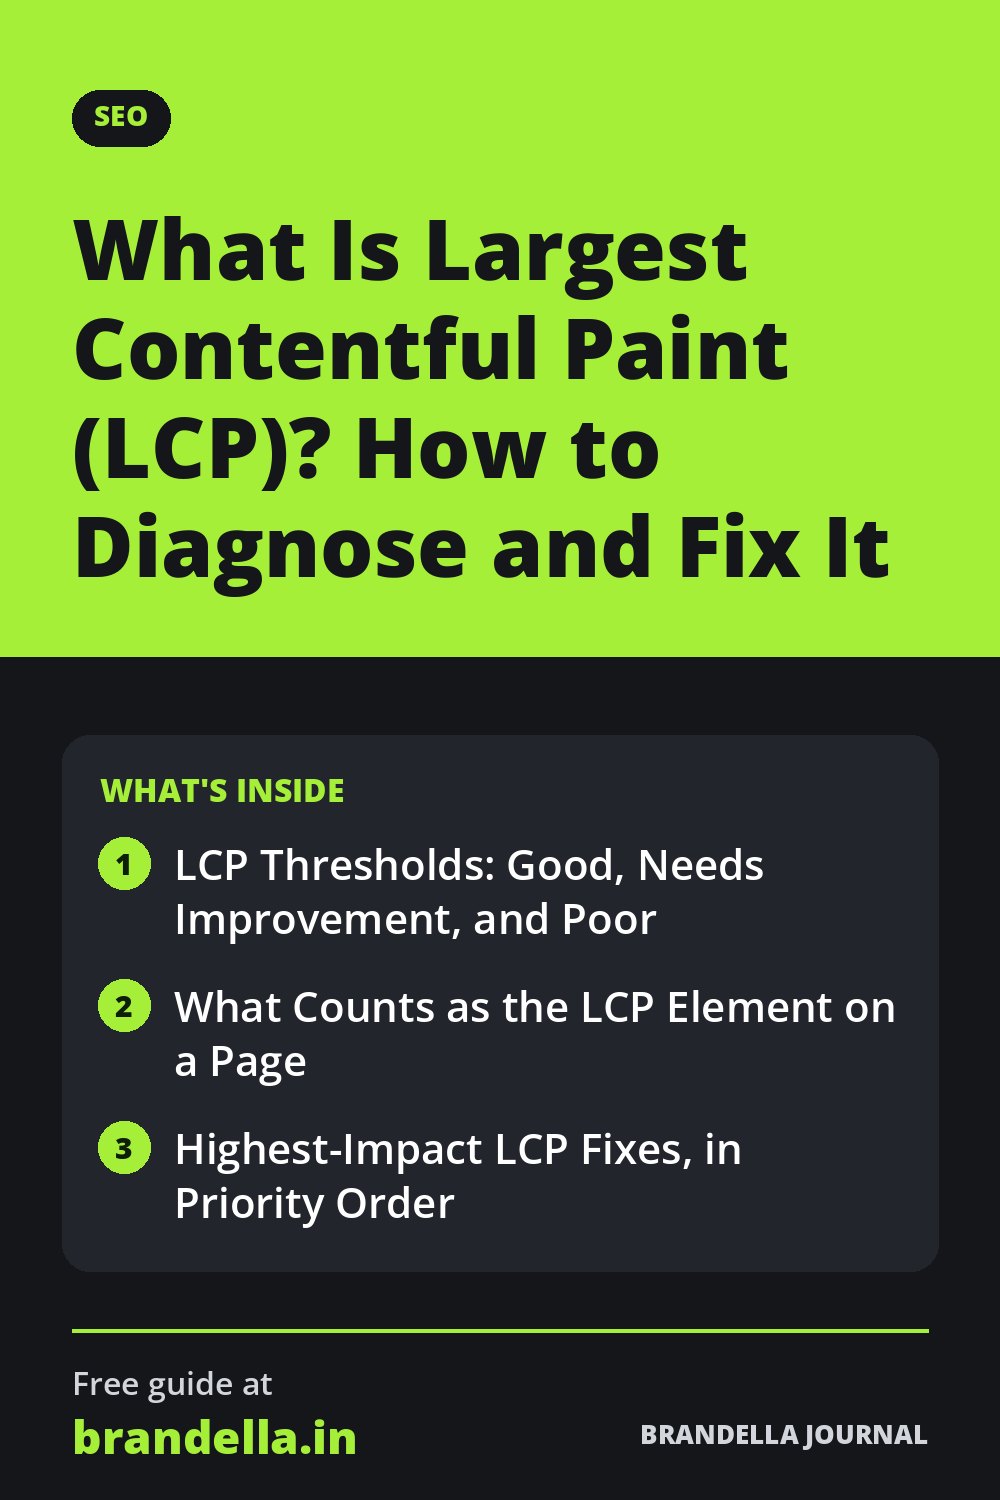 SEO
What Is Largest
Contentful Paint
(LCP)? How to
Diagnose and Fix It
WHAT'S INSIDE
1 LCP Thresholds: Good, Needs
Improvement, and Poor
2 What Counts as the LCP Element on
a Page
3 Highest-Impact LCP Fixes, in
Priority Order
Free guide at
brandella.in
BRANDELLA JOURNAL